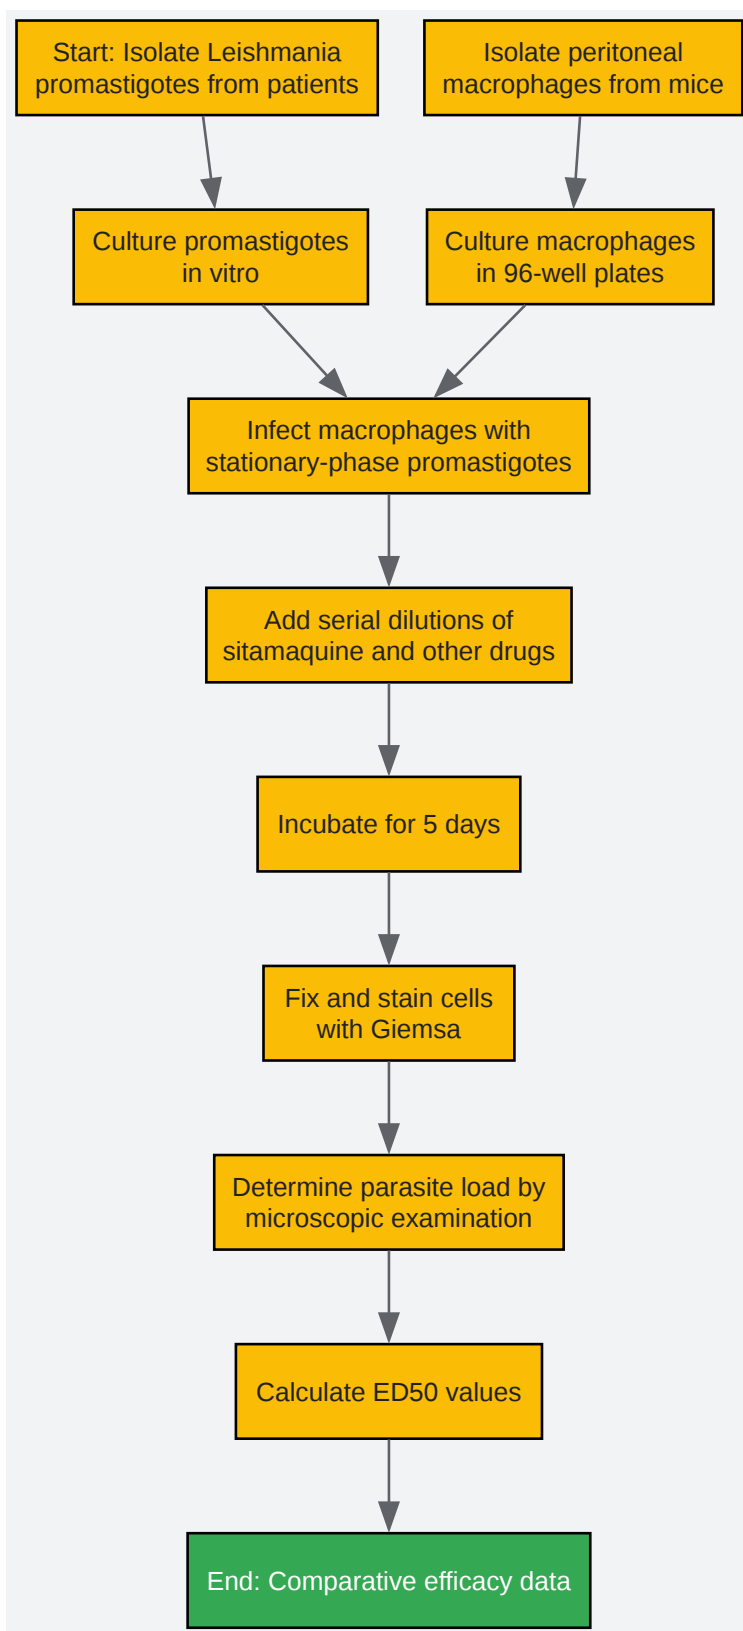 Start: Isolate Leishmania
promastigotes from patients
Isolate peritoneal
macrophages from mice
Culture promastigotes
in vitro
Culture macrophages
in 96-well plates
Infect macrophages with
stationary-phase promastigotes
Add serial dilutions of
sitamaquine and other drugs
Incubate for 5 days
Fix and stain cells
with Giemsa
Determine parasite load by
microscopic examination
Calculate ED50 values
End: Comparative efficacy data